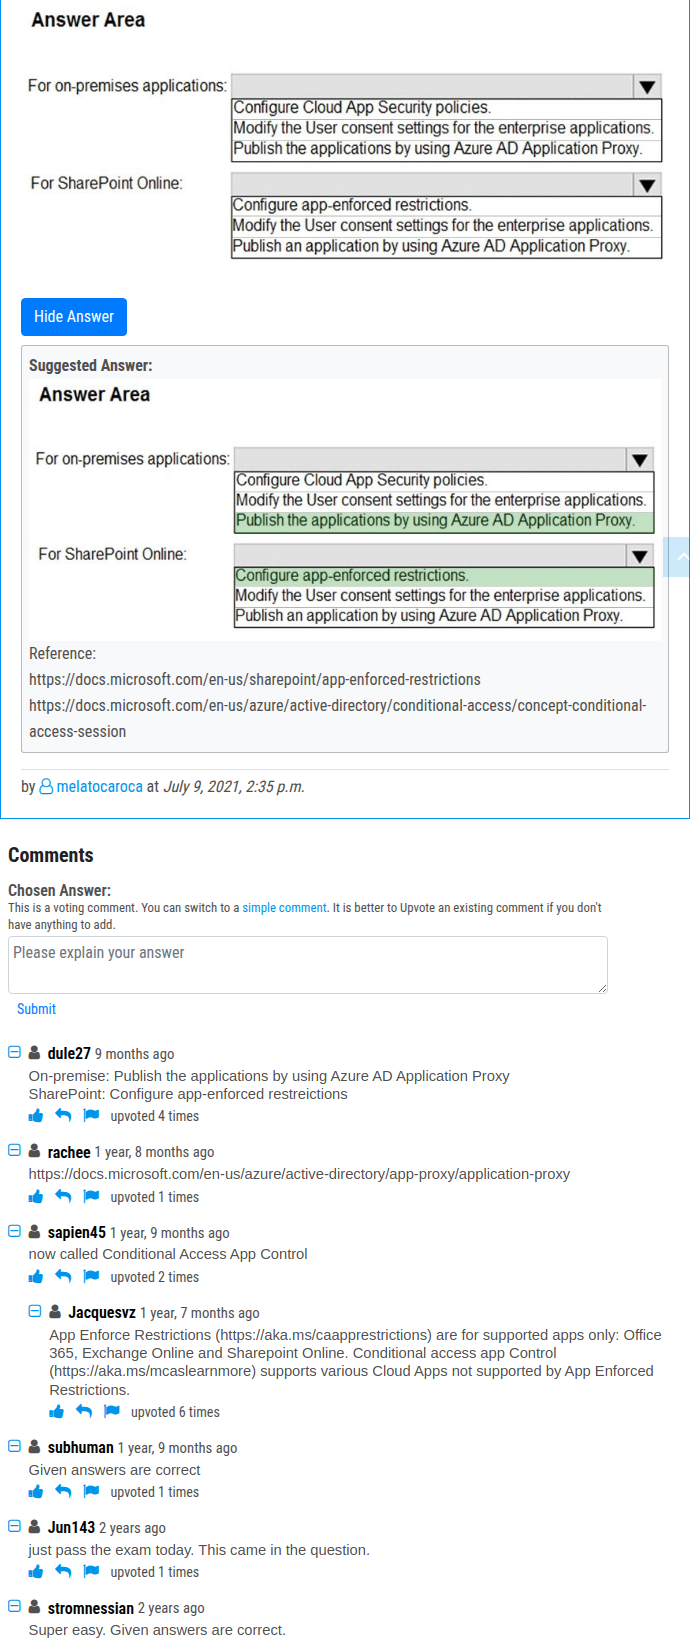 Answer Area
For on-premises applications:
Configure Cloud App Security policies.
Modify the User consent settings for the enterprise applications.
Publish the applications by using Azure AD Application Proxy.
For SharePoint Online:
Configure app-enforced restrictions.
Modify the User consent settings for the enterprise applications.
Publish an application by using Azure AD Application Proxy.
Hide Answer
Suggested Answer:
Answer Area
For on-premises applications:
Configure Cloud App Security policies.
Modify the User consent settings for the enterprise applications.
Publish the applications by using Azure AD Application Proxy.
For SharePoint Online:
Configure app-enforced restrictions.
Modify the User consent settings for the enterprise applications.
Publish an application by using Azure AD Application Proxy.
Reference:
https://docs.microsoft.com/en-us/sharepoint/app-enforced-restrictions
https://docs.microsoft.com/en-us/azure/active-directory/conditional-access/concept-conditional-
access-session
by melatocaroca at July 9, 2021, 2:35 p.m.
Comments
Chosen Answer:
This is a voting comment. You can switch to a simple comment. It is better to Upvote an existing comment if you don't
have anything to add.
Please explain your answer
Submit
dule27 9 months ago
On-premise: Publish the applications by using Azure AD Application Proxy
SharePoint: Configure app-enforced restreictions
upvoted 4 times
rachee 1 year, 8 months ago
https://docs.microsoft.com/en-us/azure/active-directory/app-proxy/application-proxy
upvoted 1 times
sapien45 1 year, 9 months ago
now called Conditional Access App Control
upvoted 2 times
Jacquesvz 1 year, 7 months ago
App Enforce Restrictions (https://aka.ms/caapprestrictions) are for supported apps only: Office
365, Exchange Online and Sharepoint Online. Conditional access app Control
(https://aka.ms/mcaslearnmore) supports various Cloud Apps not supported by App Enforced
Restrictions.
upvoted 6 times
subhuman 1 year, 9 months ago
Given answers are correct
upvoted 1 times
Jun143 2 years ago
just pass the exam today. This came in the question.
upvoted 1 times
stromnessian 2 years ago
Super easy. Given answers are correct.